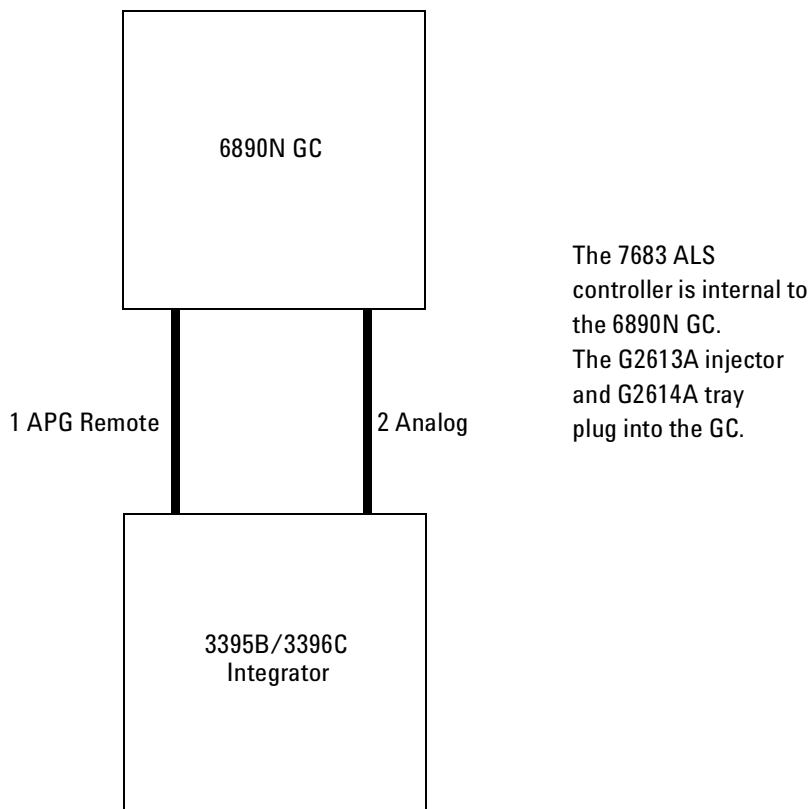 6890N GC
The 7683 ALS
controller is internal to
the 6890N GC.
The G2613A injector
and G2614A tray
plug into the GC.
1 APG Remote
2 Analog
3395B/3396C
Integrator